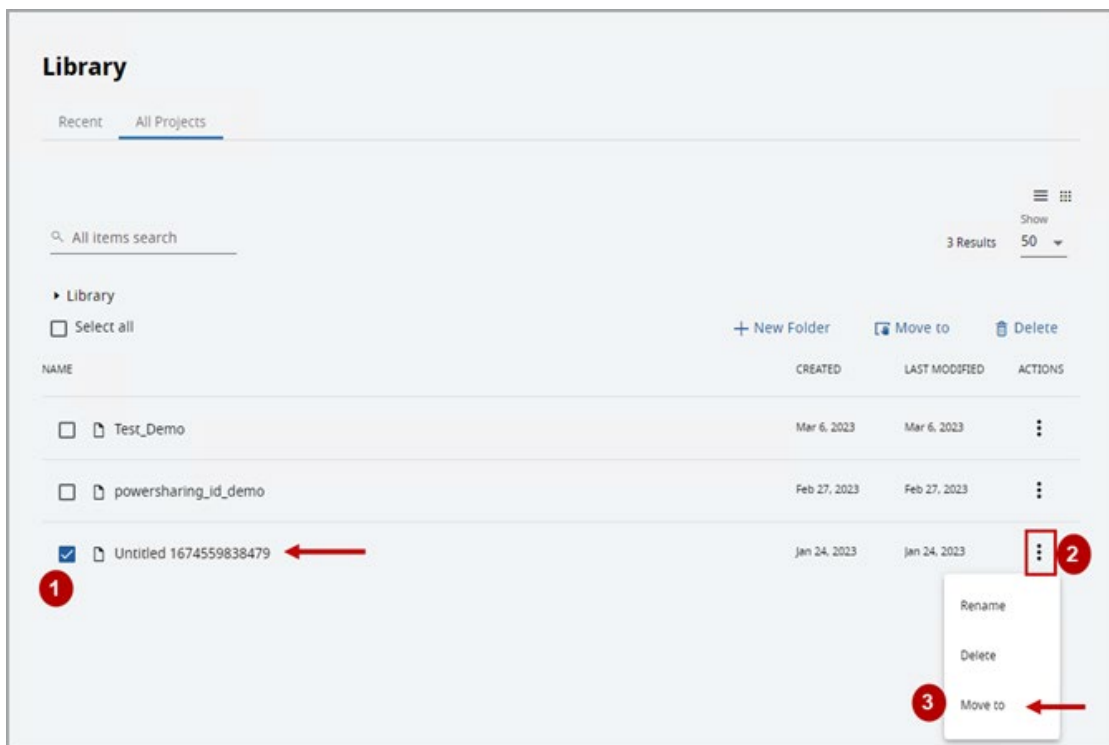 Library
Recent All Projects
Show
All items search 3 Results 50
Library
Select all + New Folder Move to Delete
NAME CREATED LAST MODIFIED ACTIONS
Test_Demo Mar 6, 2023 Mar 6, 2023
powersharing_id_demo Feb 27, 2023 Feb 27, 2023
Untitled 1674559838479 Jan 24, 2023 Jan 24, 2023 2
1
Rename
Delete
3 Move to